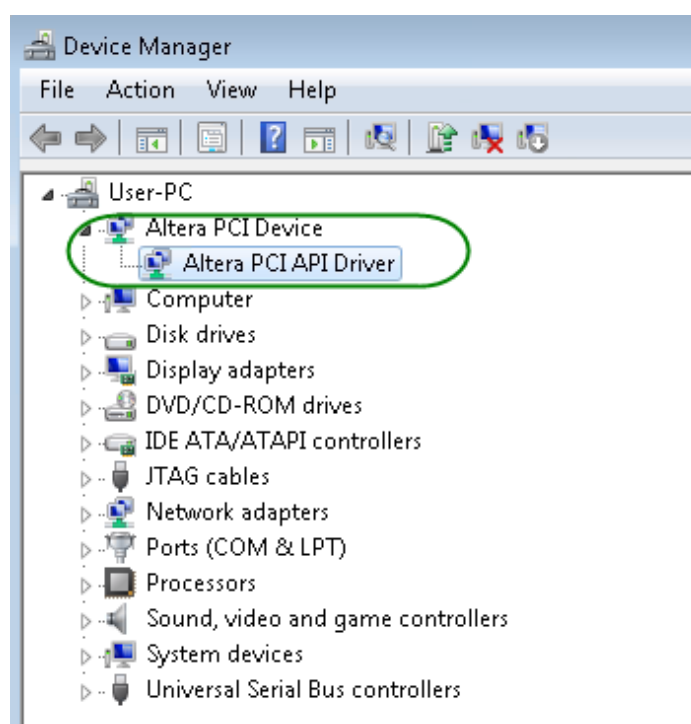 Device Manager
File Action View Help
User-PC
Altera PCI Device
Altera PCI API Driver
Computer
Disk drives
Display adapters
DVD/CD-ROM drives
IDE ATA/ATAPI controllers
JTAG cables
Network adapters
Ports (COM & LPT)
Processors
Sound, video and game controllers
System devices
Universal Serial Bus controllers